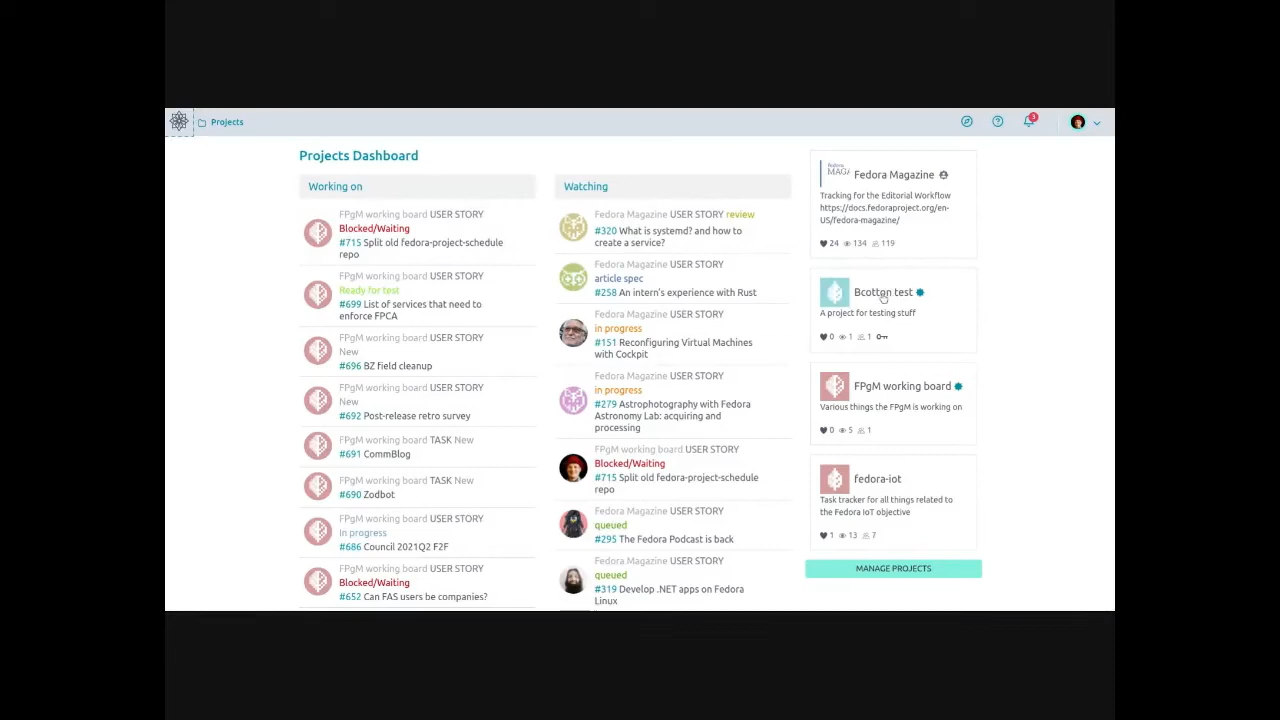 Projects
3
Projects Dashboard
Working on
FPgM working board USER STORY
Blocked/Waiting
#715 Split old fedora-project-schedule
repo
FPgM working board USER STORY
Ready for test
#699 List of services that need to
enforce FPCA
FPgM working board USER STORY
New
#696 BZ field cleanup
FPgM working board USER STORY
New
#692 Post-release retro survey
FPgM working board TASK New
#691 CommBlog
FPgM working board TASK New
#690 Zodbot
FPgM working board USER STORY
In progress
#686 Council 2021Q2 F2F
FPgM working board USER STORY
Blocked/Waiting
#652 Can FAS users be companies?
Watching
Fedora Magazine USER STORY review
#320 What is systemd? and how to
create a service?
Fedora Magazine USER STORY
article spec
#258 An intern's experience with Rust
Fedora Magazine USER STORY
in progress
#151 Reconfiguring Virtual Machines
with Cockpit
Fedora Magazine USER STORY
in progress
#279 Astrophotography with Fedora
Astronomy Lab: acquiring and
processing
FPgM working board USER STORY
Blocked/Waiting
#715 Split old fedora-project-schedule
repo
Fedora Magazine USER STORY
queued
#295 The Fedora Podcast is back
Fedora Magazine USER STORY
queued
#319 Develop .NET apps on Fedora
Linux
Fedora Magazine
Tracking for the Editorial Workflow
https://docs.fedoraproject.org/en-
US/fedora-magazine/
24 134 119
Bcotton test
A project for testing stuff
0 1 1
FPgM working board
Various things the FPgM is working on
0 5 1
fedora-iot
Task tracker for all things related to
the Fedora IoT objective
1 13 7
MANAGE PROJECTS